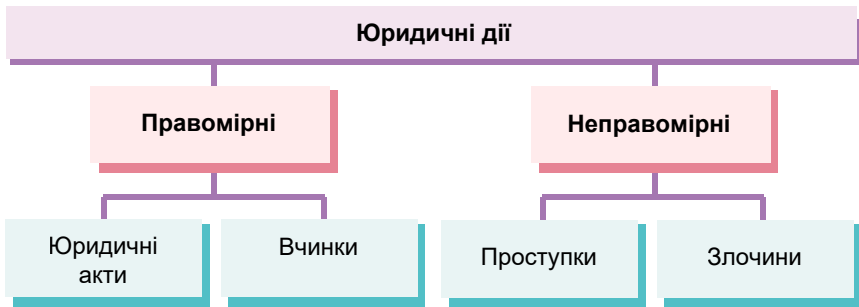 Юридичні дії
Правомірні
Неправомірні
Юридичні
акти
Вчинки
Проступки
Злочини